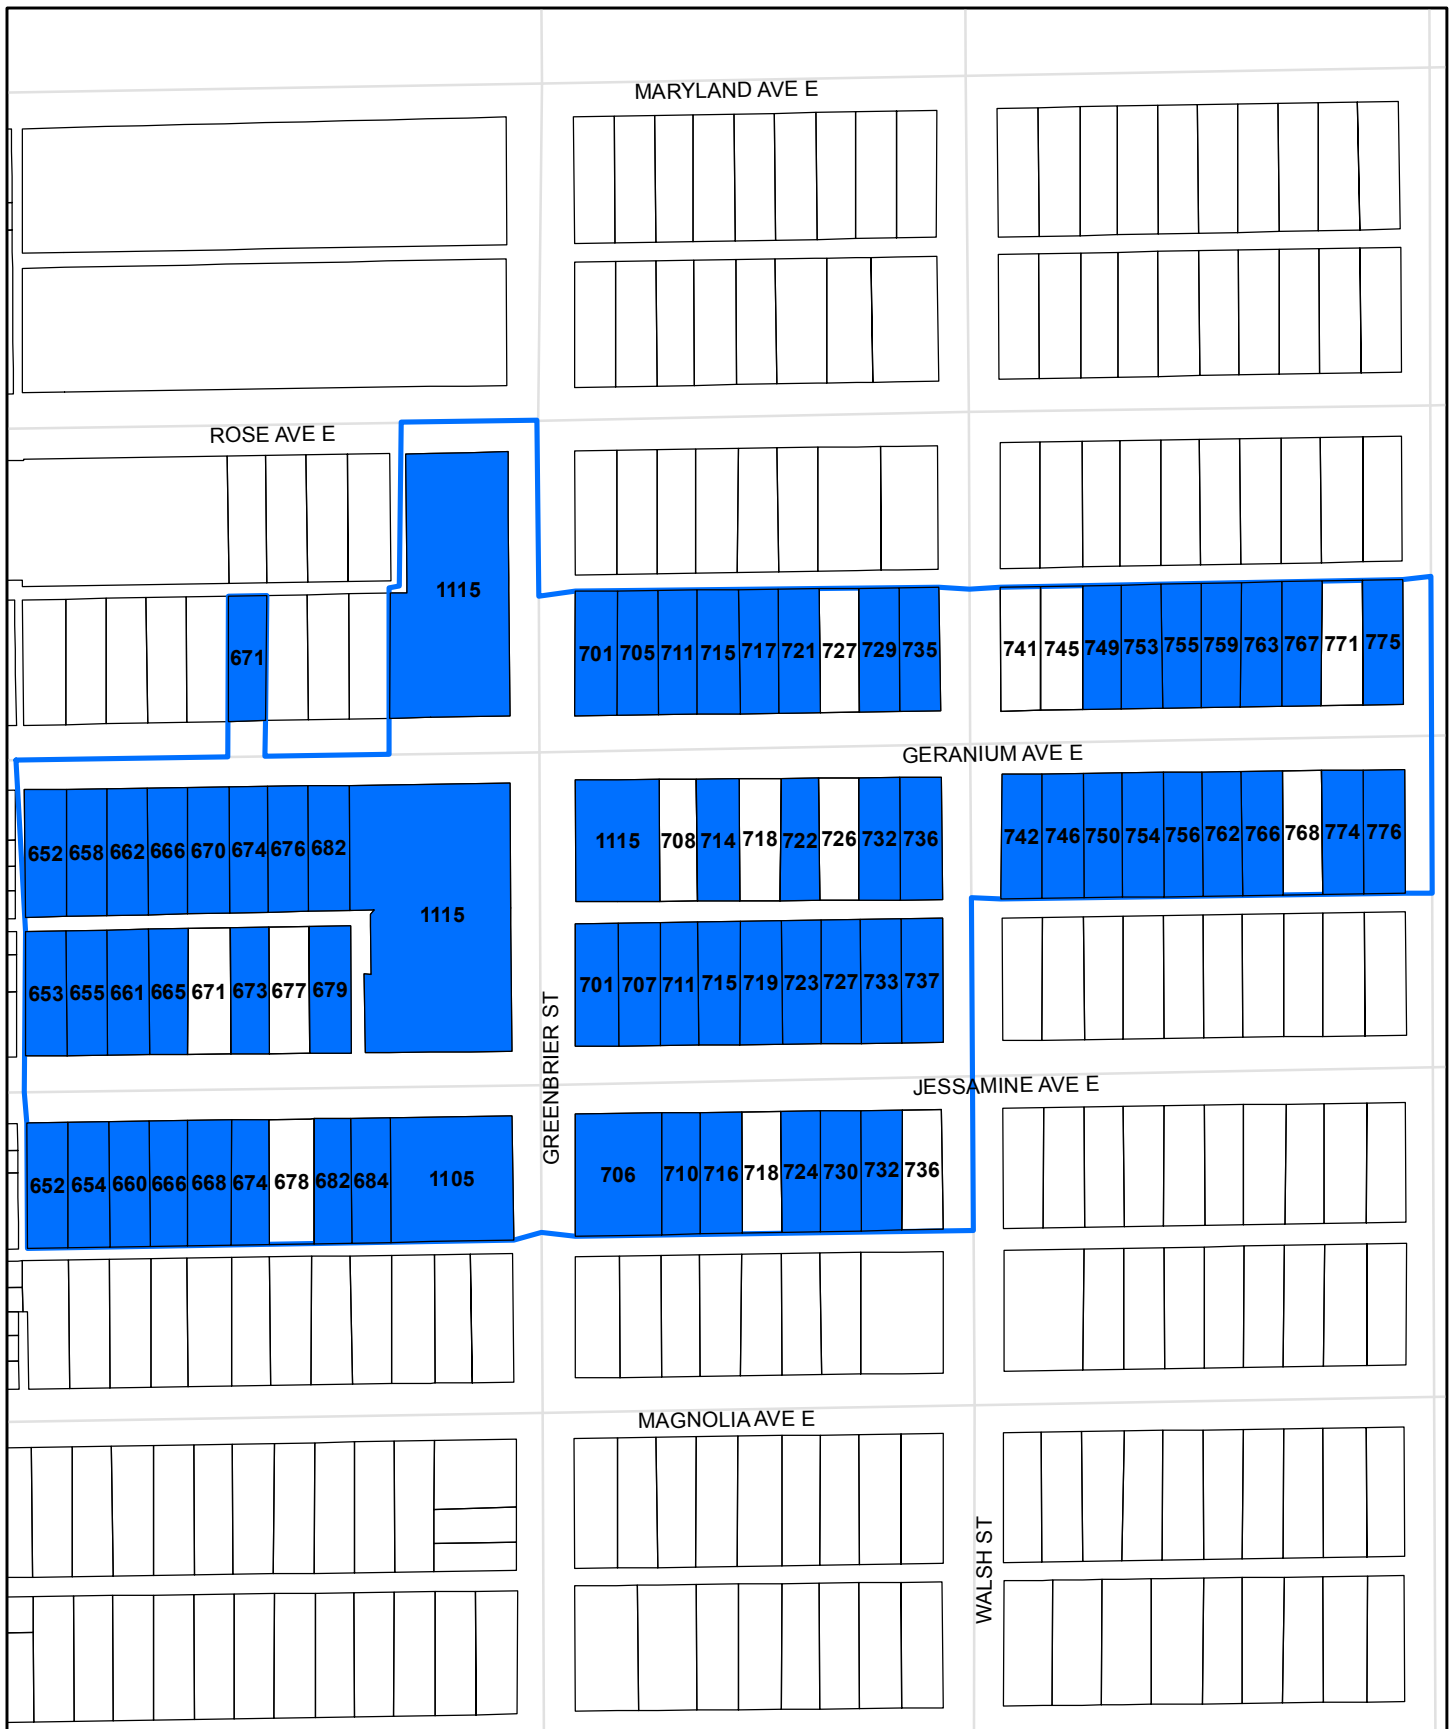 MARYLAND AVE E
ROSE AVE E
1115
671
701 705 711 715 717 721 727 729 735
741 745 749 753 755 759 763 767 771 775
GERANIUM AVE E
652 658 662 666 670 674 676 682
1115 708 714 718 722 726 732 736
742 746 750 754 756 762 766 768 774 776
1115
653 655 661 665 671 673 677 679
701 707 711 715 719 723 727 733 737
GREENBRIER ST
JESSAMINE AVE E
652 654 660 666 668 674 678 682 684 1105
706 710 716 718 724 730 732 736
MAGNOLIA AVE E
WALSH ST